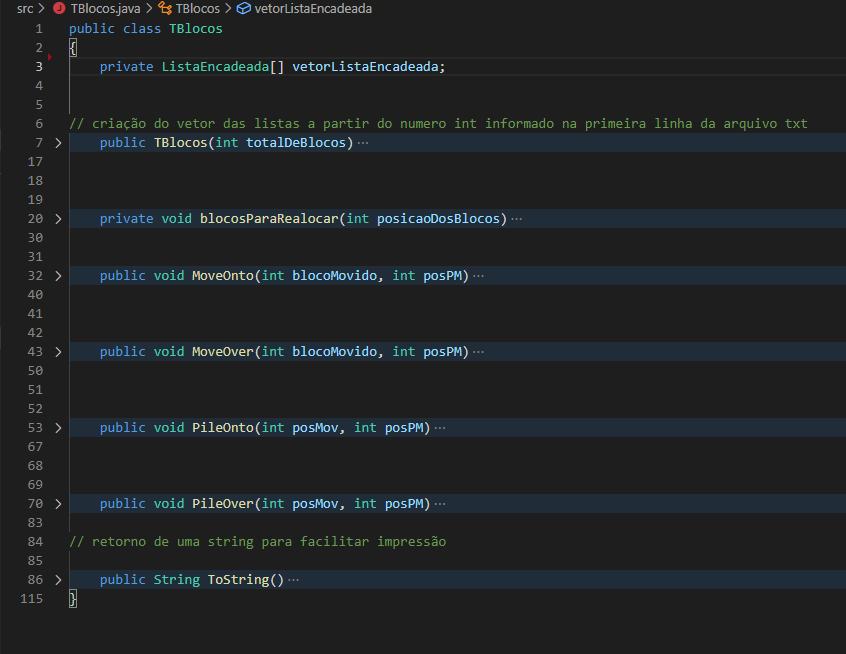 src > TBlocos.java > TBlocos > vetorListaEncadeada
1 public class TBlocos
2 {
3 private ListaEncadeada[] vetorListaEncadeada;
4
5
6 // criação do vetor das listas a partir do numero int informado na primeira linha da arquivo txt
7 > public TBlocos(int totalDeBlocos)···
17
18
19
20 > private void blocosParaRealocar(int posicaoDosBlocos)···
30
31
32 > public void MoveOnto(int blocoMovido, int posPM)···
40
41
42
43 > public void MoveOver(int blocoMovido, int posPM)···
50
51
52
53 > public void PileOnto(int posMov, int posPM)···
67
68
69
70 > public void PileOver(int posMov, int posPM)···
83
84 // retorno de uma string para facilitar impressão
85
86 > public String ToString()···
115 }